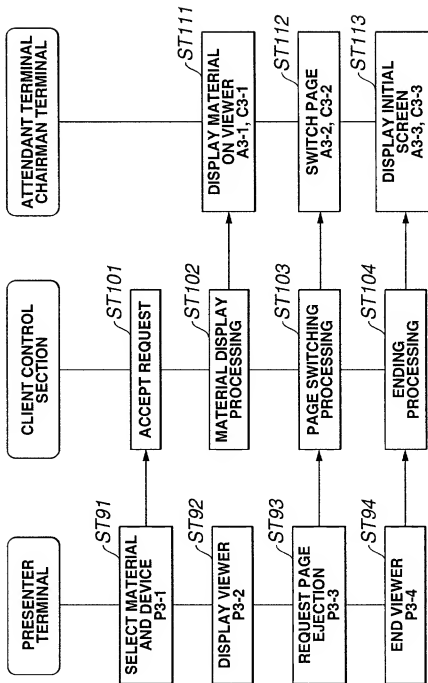 PRESENTER
TERMINAL
ST91
SELECT MATERIAL
AND DEVICE
P3-1
ST92
DISPLAY VIEWER
P3-2
ST93
REQUEST PAGE
EJECTION
P3-3
ST94
END VIEWER
P3-4
CLIENT CONTROL
SECTION
ST101
ACCEPT REQUEST
ST102
MATERIAL DISPLAY
PROCESSING
ST103
PAGE SWITCHING
PROCESSING
ST104
ENDING
PROCESSING
ATTENDANT TERMINAL
CHAIRMAN TERMINAL
ST111
DISPLAY MATERIAL
ON VIEWER
A3-1, C3-1
ST112
SWITCH PAGE
A3-2, C3-2
ST113
DISPLAY INITIAL
SCREEN
A3-3, C3-3